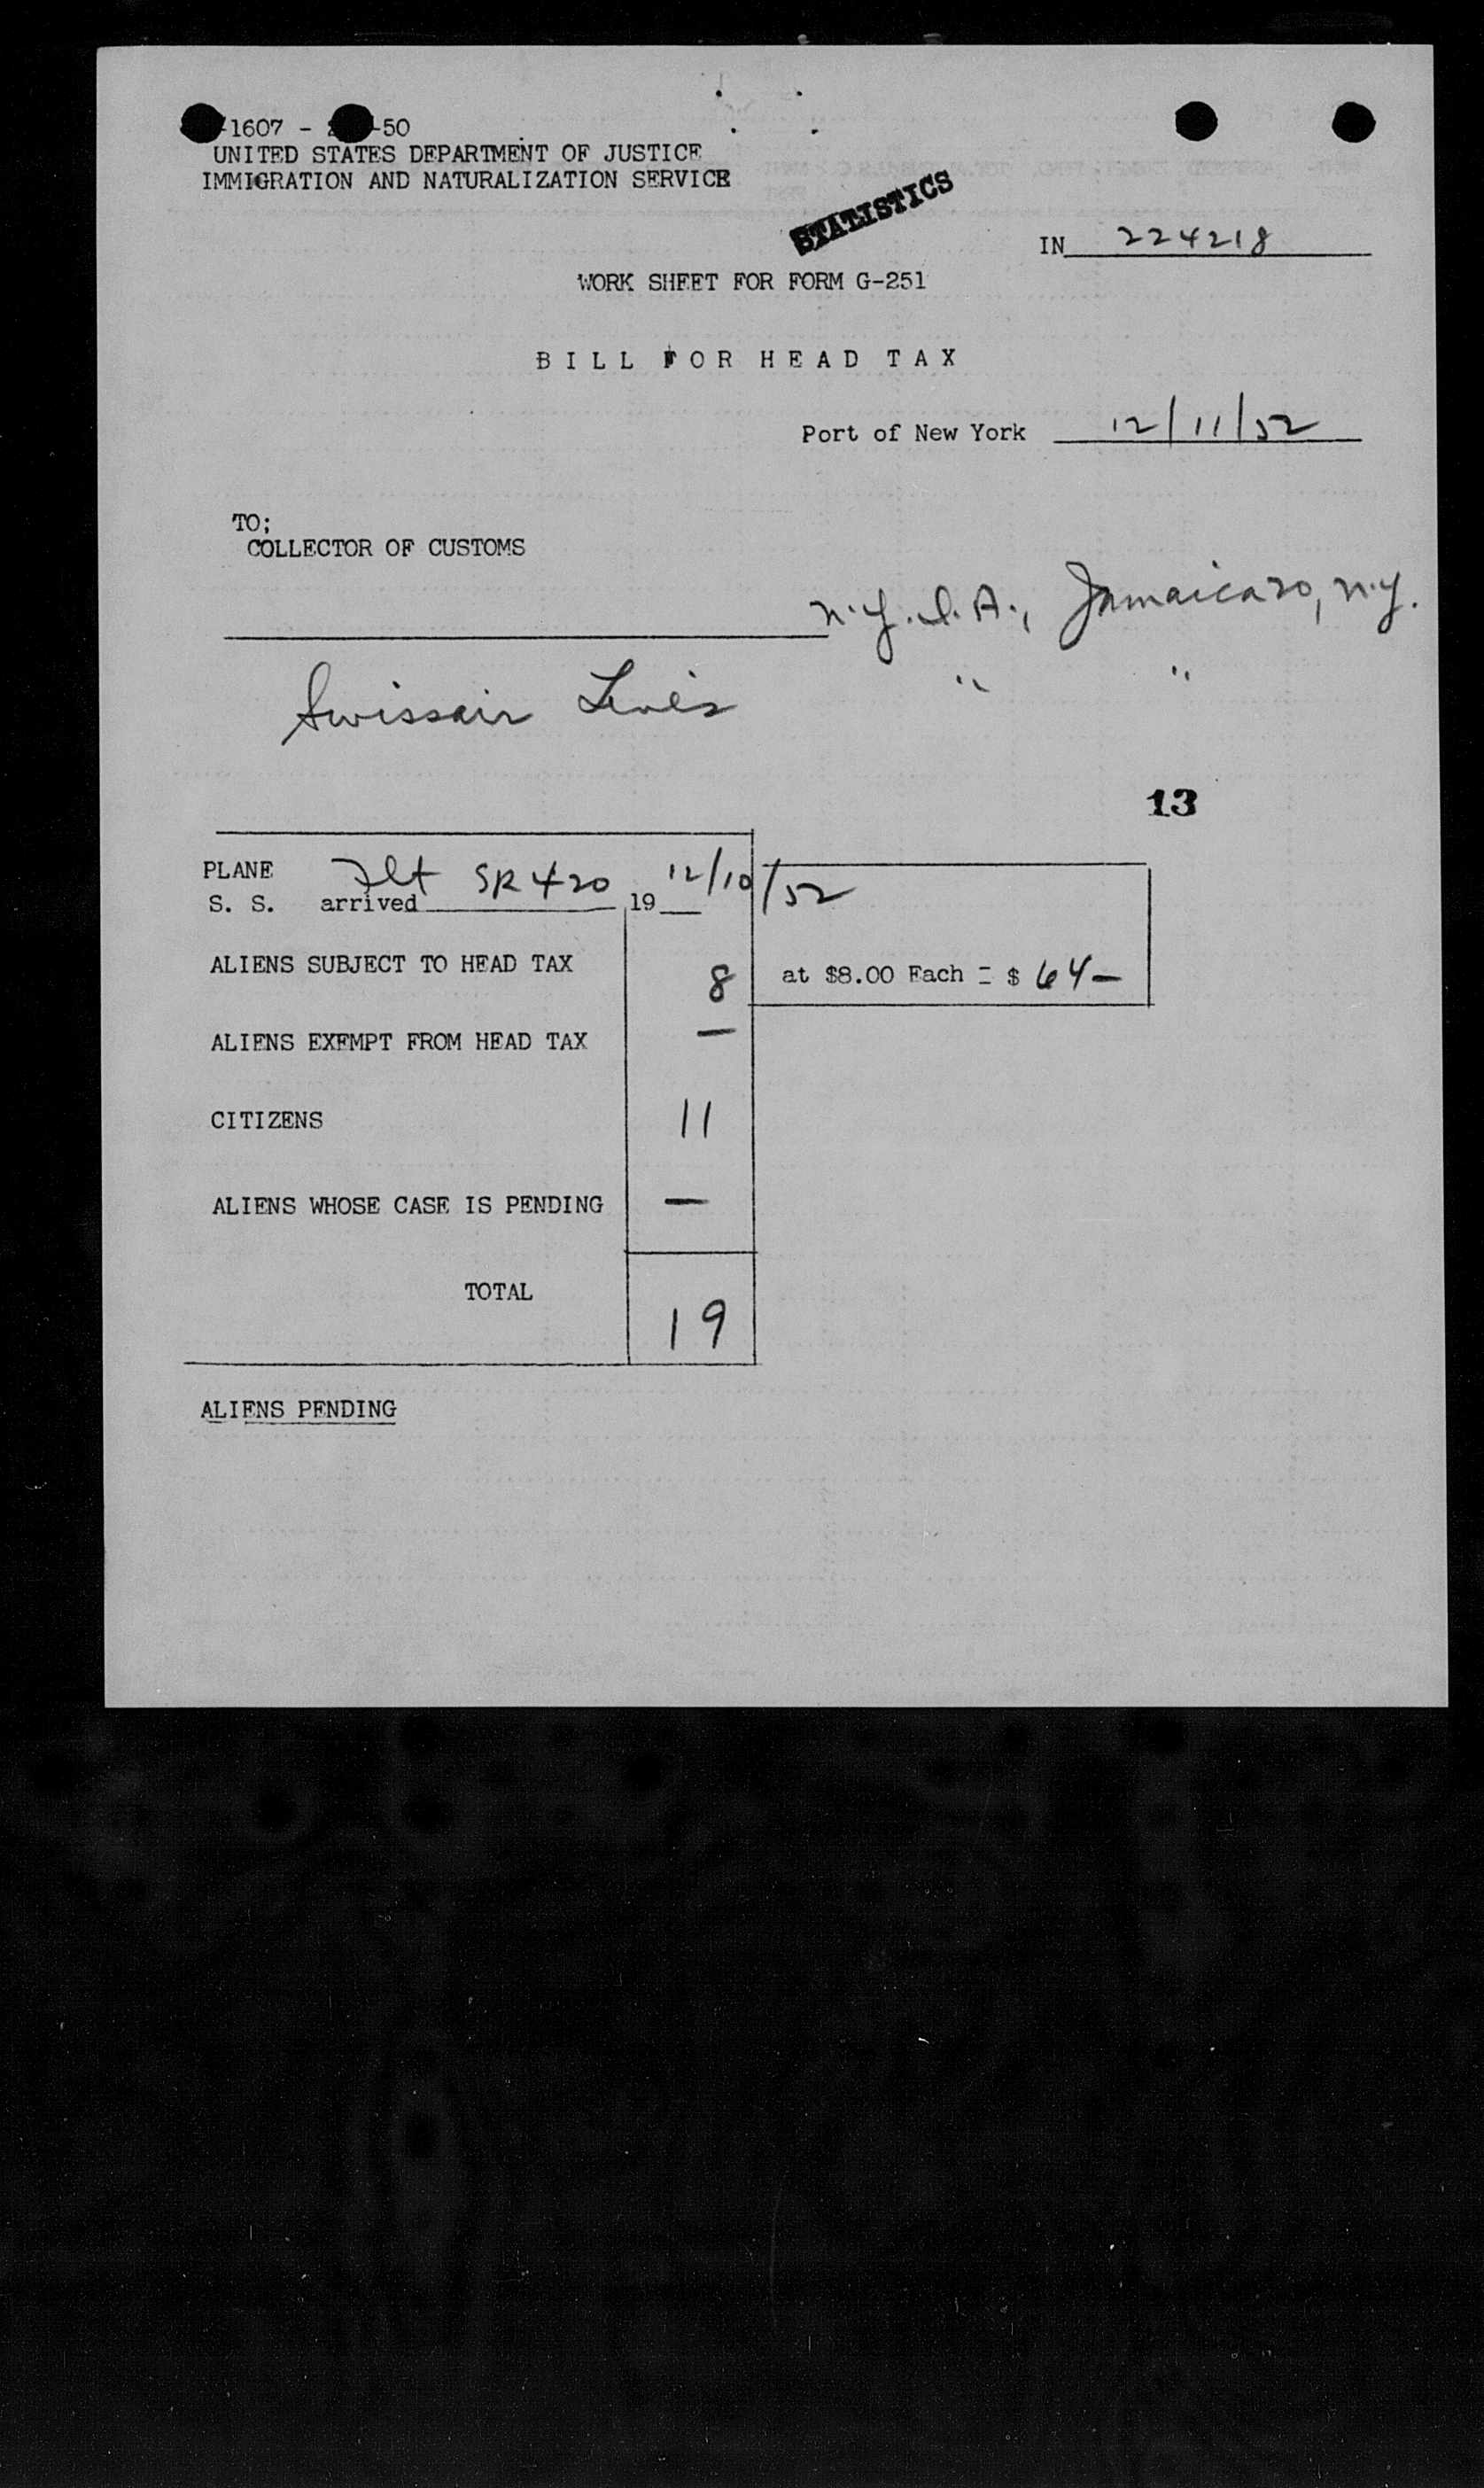 1607 - -50
UNITED STATES DEPARTMENT OF JUSTICE
IMMIGRATION AND NATURALIZATION SERVICE
STATISTICS
IN 224218
WORK SHEET FOR FORM G-251
BILL FOR HEAD TAX
Port of New York 12/11/52
TO;
COLLECTOR OF CUSTOMS
N.Y.I.A., Jamaica 30, N.Y.
Swissair Lines " "
13
PLANE Flt SR 420 12/10/52
S. S. arrived 19
ALIENS SUBJECT TO HEAD TAX 8 at $8.00 Each = $ 64—
ALIENS EXEMPT FROM HEAD TAX —
CITIZENS 11
ALIENS WHOSE CASE IS PENDING —
TOTAL 19
ALIENS PENDING